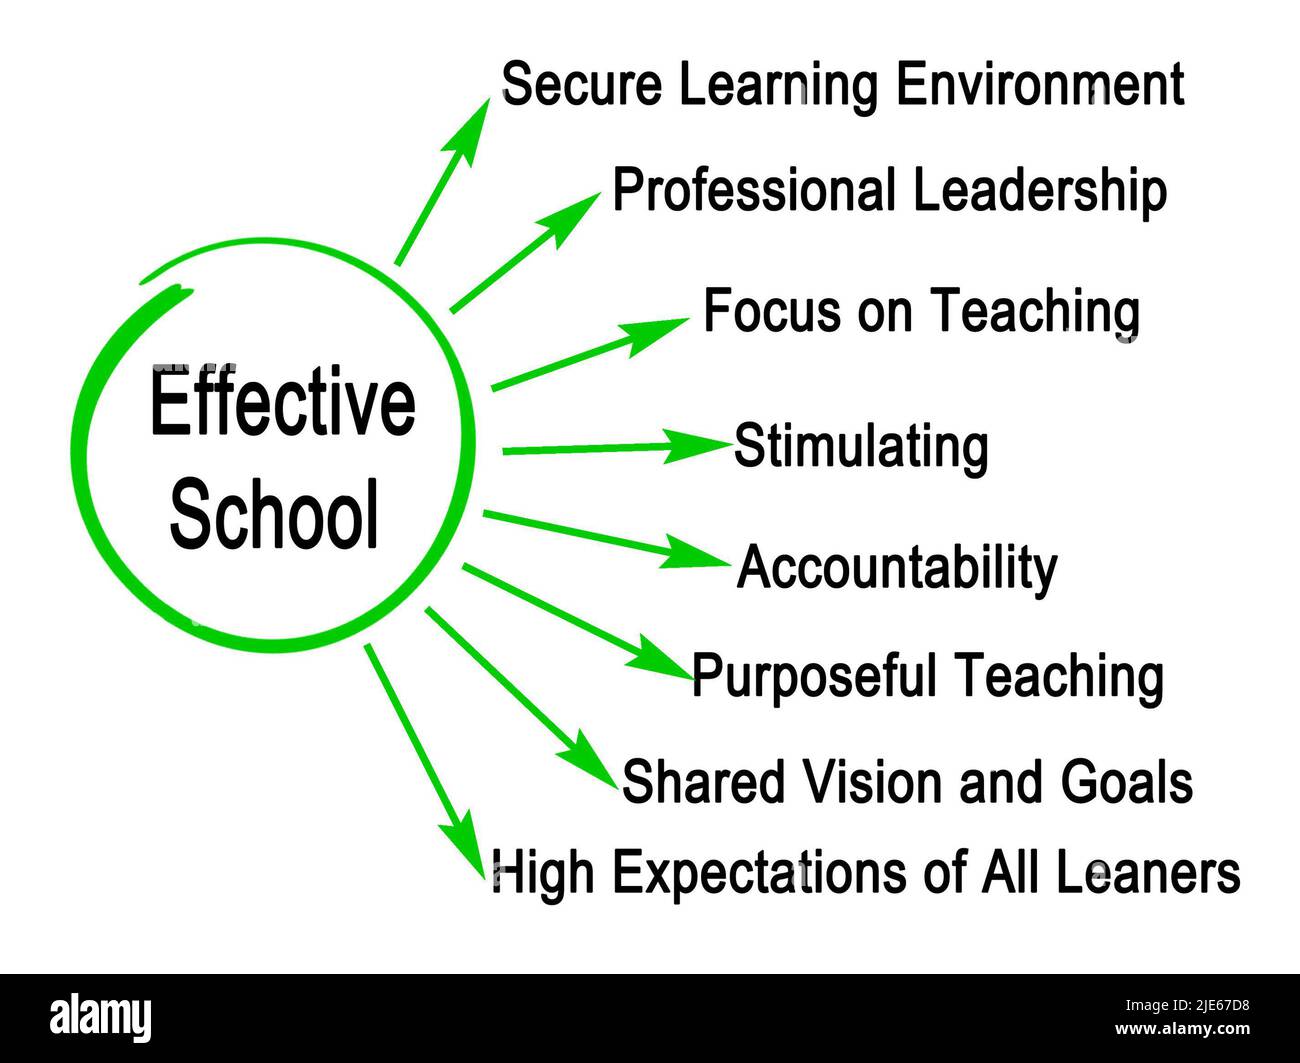 Secure Learning Environment
Professional Leadership
Focus on Teaching
Effective
School
Stimulating
Accountability
Purposeful Teaching
Shared Vision and Goals
High Expectations of All Leaners
alamy
Image ID: 2JE67D8
www.alamy.com